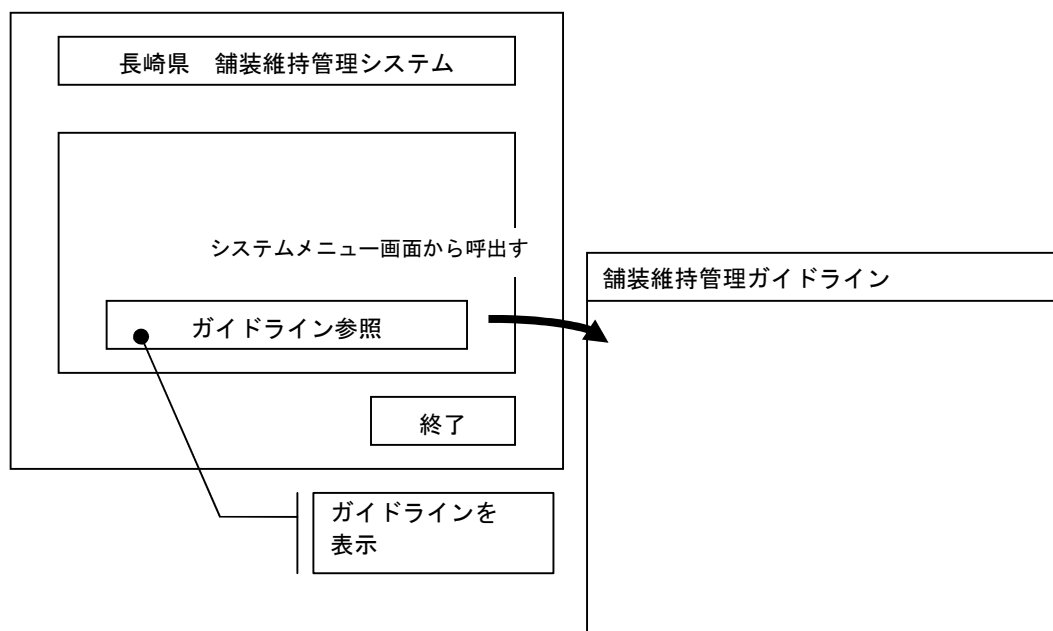 長崎県　舗装維持管理システム
システムメニュー画面から呼出す
舗装維持管理ガイドライン
ガイドライン参照
終了
ガイドラインを
表示